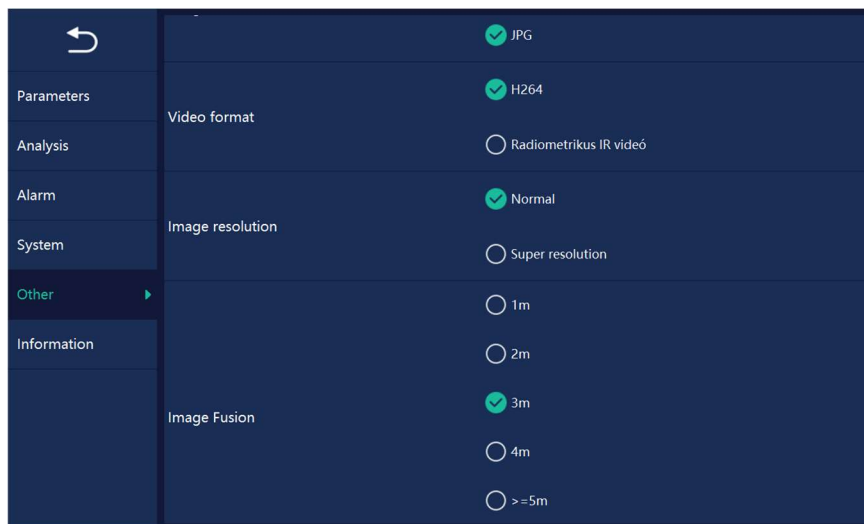 JPG
Parameters
H264
Video format
Analysis
Radiometrikus IR videó
Alarm
Normal
Image resolution
System
Super resolution
Other
1m
Information
2m
3m
Image Fusion
4m
>=5m